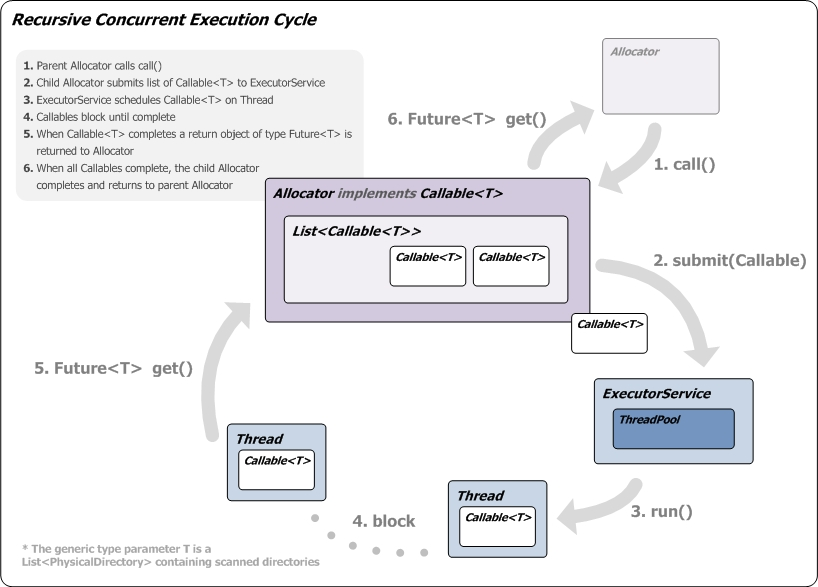 Recursive Concurrent Execution Cycle
1. Parent Allocator calls call()
2. Child Allocator submits list of Callable<T> to ExecutorService
3. ExecutorService schedules Callable<T> on Thread
4. Callables block until complete
5. When Callable<T> completes a return object of type Future<T> is
returned to Allocator
6. When all Callables complete, the child Allocator
completes and returns to parent Allocator
Allocator
6. Future<T> get()
1. call()
Allocator implements Callable<T>
List<Callable<T>>
Callable<T>
Callable<T>
2. submit(Callable)
Callable<T>
5. Future<T> get()
ExecutorService
ThreadPool
Thread
Callable<T>
Thread
Callable<T>
3. run()
4. block
* The generic type parameter T is a
List<PhysicalDirectory> containing scanned directories